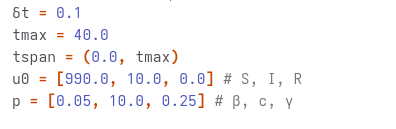 δt = 0.1
tmax = 40.0
tspan = (0.0, tmax)
u0 = [990.0, 10.0, 0.0] # S, I, R
p = [0.05, 10.0, 0.25] # β, c, γ